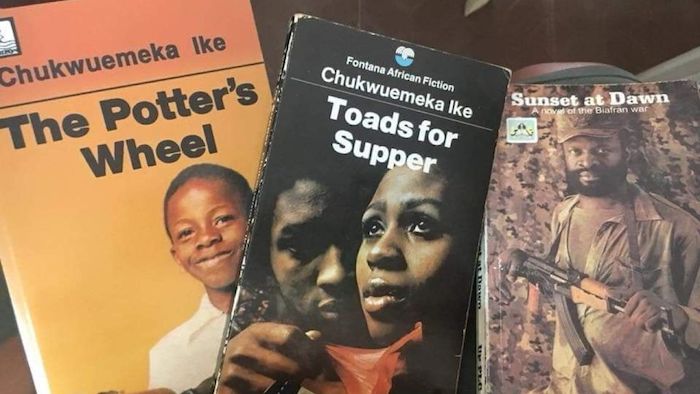 Chukwuemeka Ike
The Potter's
Wheel
Fontana African Fiction
Chukwuemeka Ike
Toads for
Supper
Sunset at Dawn
A novel of the Biafran war